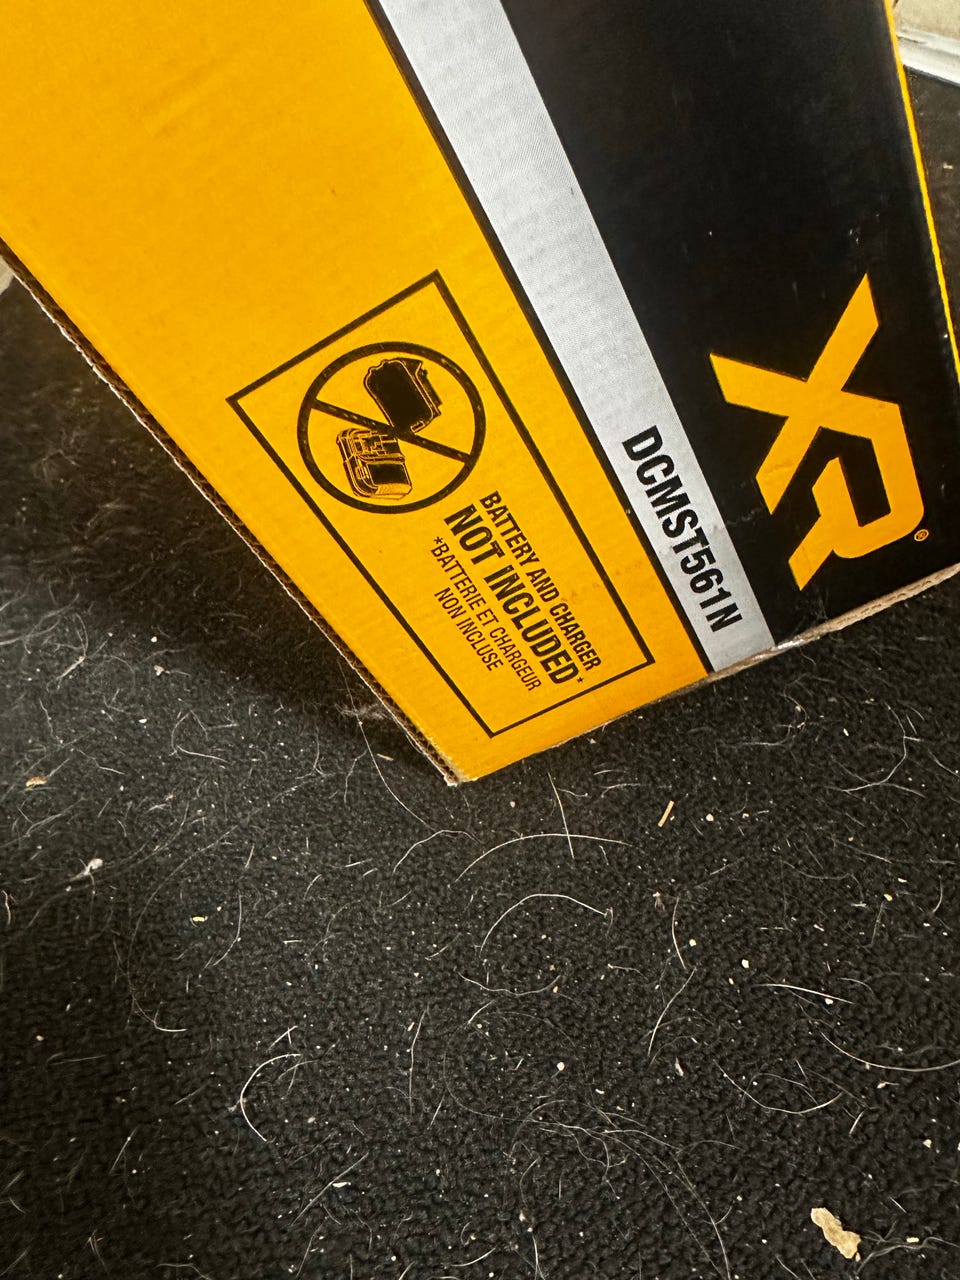 XR®
DCMST561N
BATTERY AND CHARGER
NOT INCLUDED*
*BATTERIE ET CHARGEUR
NON INCLUSE